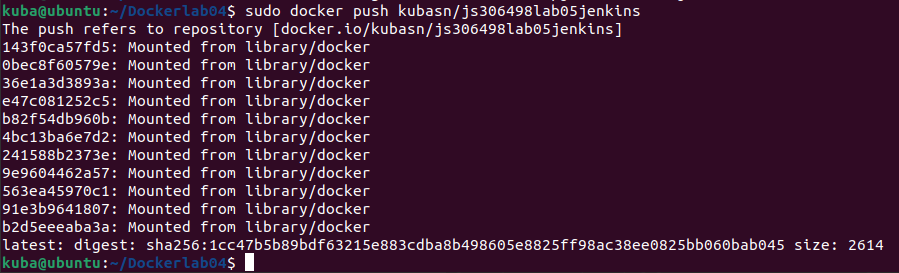 kuba@ubuntu:~/Dockerlab04$ sudo docker push kubasn/js306498lab05jenkins
The push refers to repository [docker.io/kubasn/js306498lab05jenkins]
143f0ca57fd5: Mounted from library/docker
0bec8f60579e: Mounted from library/docker
36e1a3d3893a: Mounted from library/docker
e47c081252c5: Mounted from library/docker
b82f54db960b: Mounted from library/docker
4bc13ba6e7d2: Mounted from library/docker
241588b2373e: Mounted from library/docker
9e9604462a57: Mounted from library/docker
563ea45970c1: Mounted from library/docker
91e3b9641807: Mounted from library/docker
b2d5eeeaba3a: Mounted from library/docker
latest: digest: sha256:1cc47b5b89bdf63215e883cdba8b498605e8825ff98ac38ee0825bb060bab045 size: 2614
kuba@ubuntu:~/Dockerlab04$